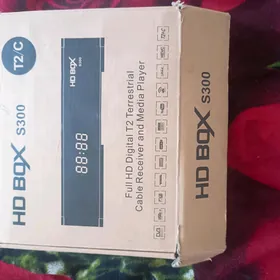 T2/C
HD BOX S300
HD BOX
S300
88:88
Full HD Digital T2 Terrestrial
Cable Receiver and Media Player
HD BOX S300